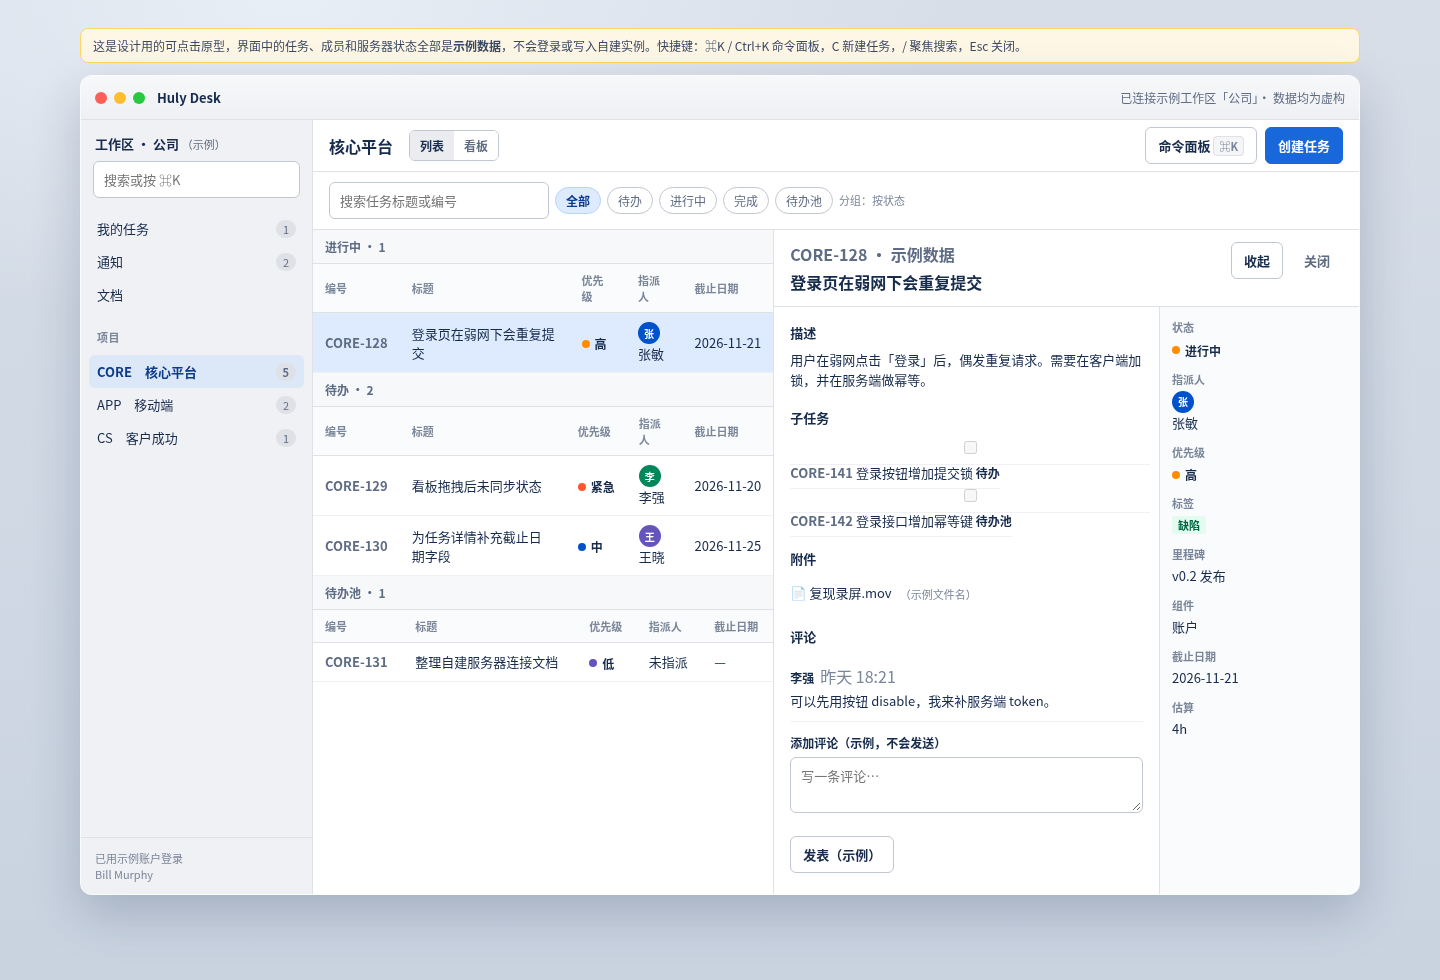 这是设计用的可点击原型，界面中的任务、成员和服务器状态全部是示例数据，不会登录或写入自建实例。快捷键：⌘K / Ctrl+K 命令面板，C 新建任务，/ 聚焦搜索，Esc 关闭。
Huly Desk
已连接示例工作区「公司」· 数据均为虚构
工作区 · 公司 （示例）
搜索或按 ⌘K
我的任务 1
通知 2
文档
项目
CORE 核心平台 5
APP 移动端 2
CS 客户成功 1
已用示例账户登录
Bill Murphy
核心平台 列表 看板 命令面板 ⌘K 创建任务
搜索任务标题或编号 全部 待办 进行中 完成 待办池 分组：按状态
进行中 · 1
编号 标题 优先级 指派人 截止日期
CORE-128 登录页在弱网下会重复提交 高 张 张敏 2026-11-21
待办 · 2
编号 标题 优先级 指派人 截止日期
CORE-129 看板拖拽后未同步状态 紧急 李 李强 2026-11-20
CORE-130 为任务详情补充截止日期字段 中 王 王晓 2026-11-25
待办池 · 1
编号 标题 优先级 指派人 截止日期
CORE-131 整理自建服务器连接文档 低 未指派 —
CORE-128 · 示例数据
登录页在弱网下会重复提交
收起 关闭
描述
用户在弱网点击「登录」后，偶发重复请求。需要在客户端加
锁，并在服务端做幂等。
子任务
CORE-141 登录按钮增加提交锁 待办
CORE-142 登录接口增加幂等键 待办池
附件
📄 复现录屏.mov （示例文件名）
评论
李强 昨天 18:21
可以先用按钮 disable，我来补服务端 token。
添加评论（示例，不会发送）
写一条评论…
发表（示例）
状态
进行中
指派人
张
张敏
优先级
高
标签
缺陷
里程碑
v0.2 发布
组件
账户
截止日期
2026-11-21
估算
4h